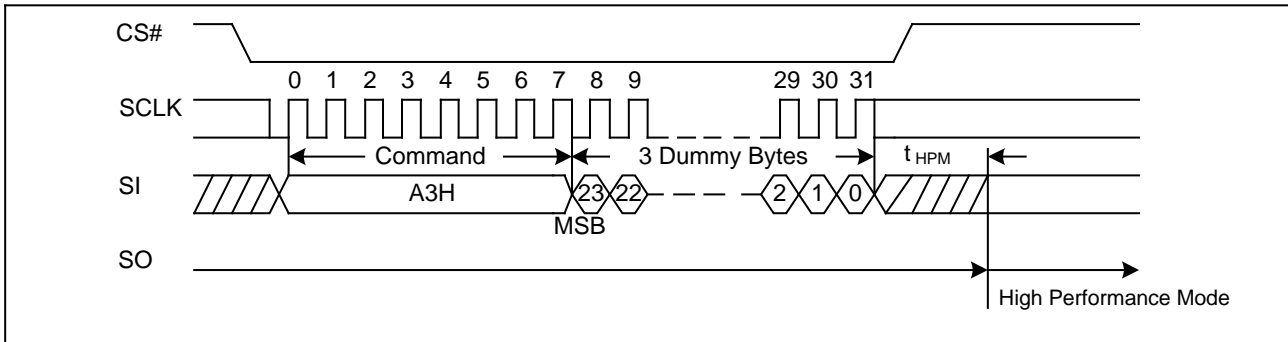 CS#
0 1 2 3 4 5 6 7 8 9 29 30 31
SCLK
Command 3 Dummy Bytes t HPM
SI A3H 23 22 2 1 0
MSB
SO
High Performance Mode